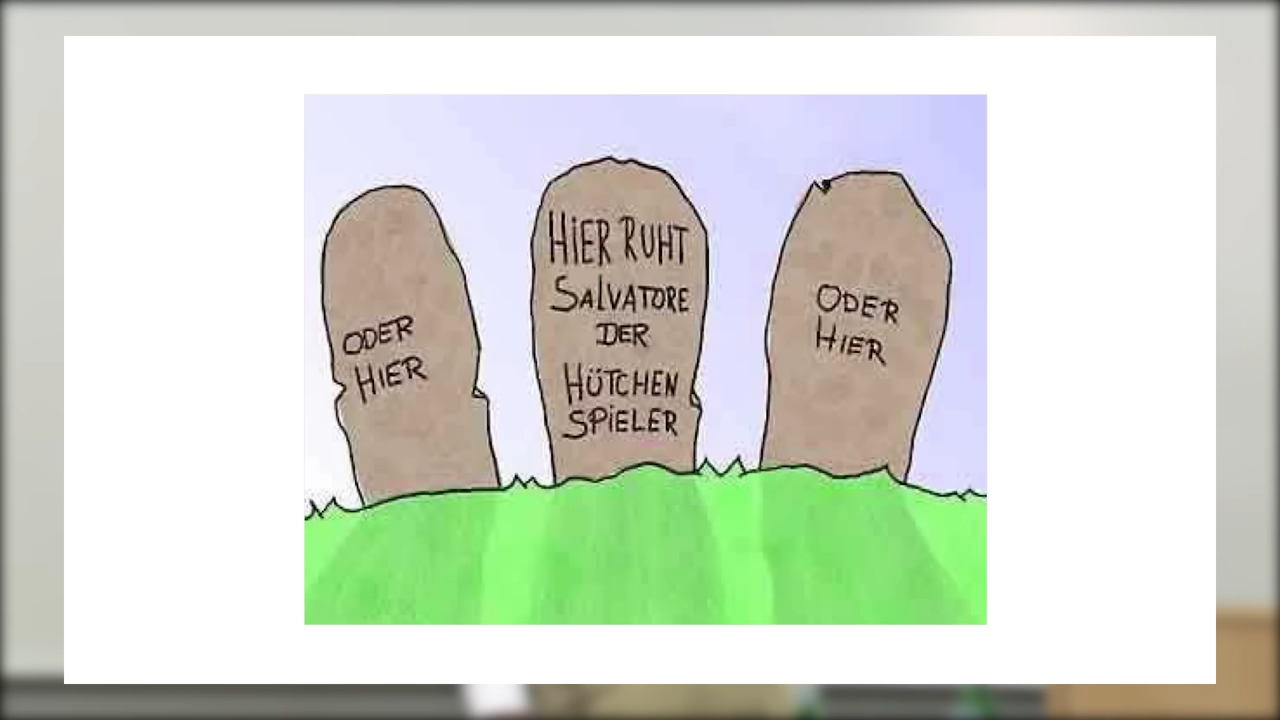 ODER
HIER
HIER RUHT
SALVATORE
DER
HÜTCHEN
SPIELER
ODER
HIER